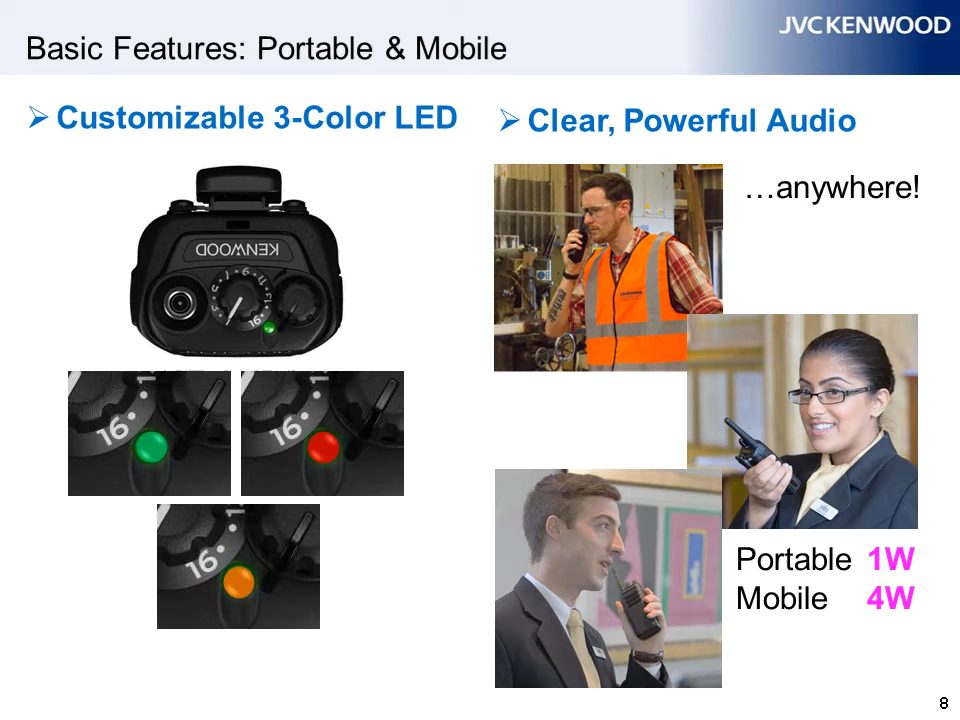 Basic Features: Portable & Mobile
JVCKENWOOD
Customizable 3-Color LED
Clear, Powerful Audio
…anywhere!
KENWOOD
16
16
16
16
Portable 1W
Mobile 4W
8